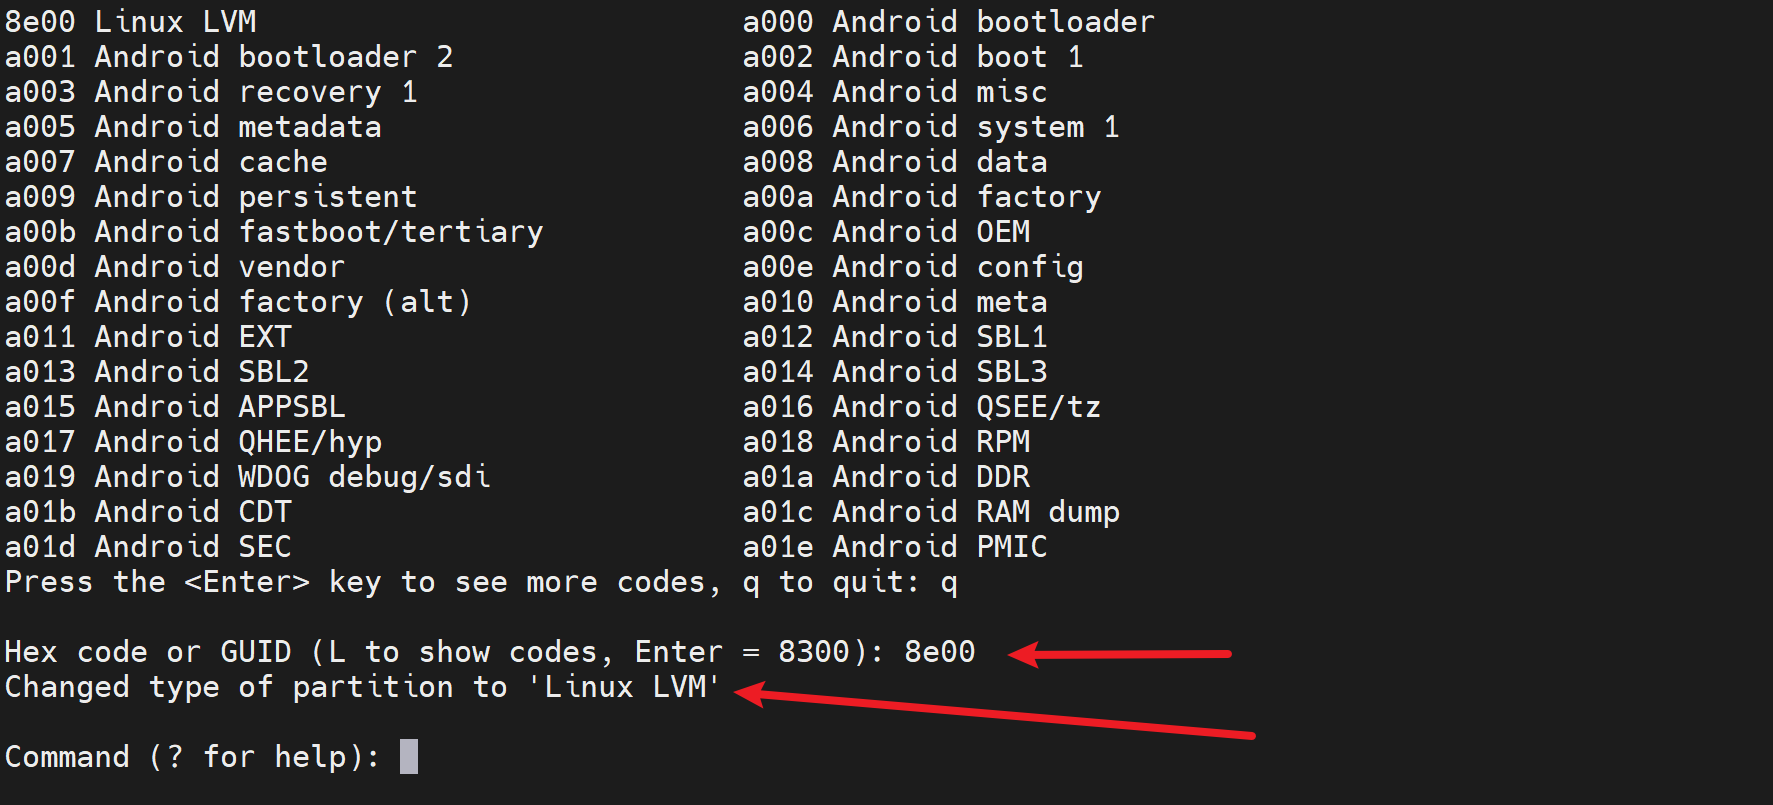 8e00 Linux LVM a000 Android bootloader
a001 Android bootloader 2 a002 Android boot 1
a003 Android recovery 1 a004 Android misc
a005 Android metadata a006 Android system 1
a007 Android cache a008 Android data
a009 Android persistent a00a Android factory
a00b Android fastboot/tertiary a00c Android OEM
a00d Android vendor a00e Android config
a00f Android factory (alt) a010 Android meta
a011 Android EXT a012 Android SBL1
a013 Android SBL2 a014 Android SBL3
a015 Android APPSBL a016 Android QSEE/tz
a017 Android QHEE/hyp a018 Android RPM
a019 Android WDOG debug/sdi a01a Android DDR
a01b Android CDT a01c Android RAM dump
a01d Android SEC a01e Android PMIC
Press the <Enter> key to see more codes, q to quit: q
Hex code or GUID (L to show codes, Enter = 8300): 8e00
Changed type of partition to 'Linux LVM'
Command (? for help):